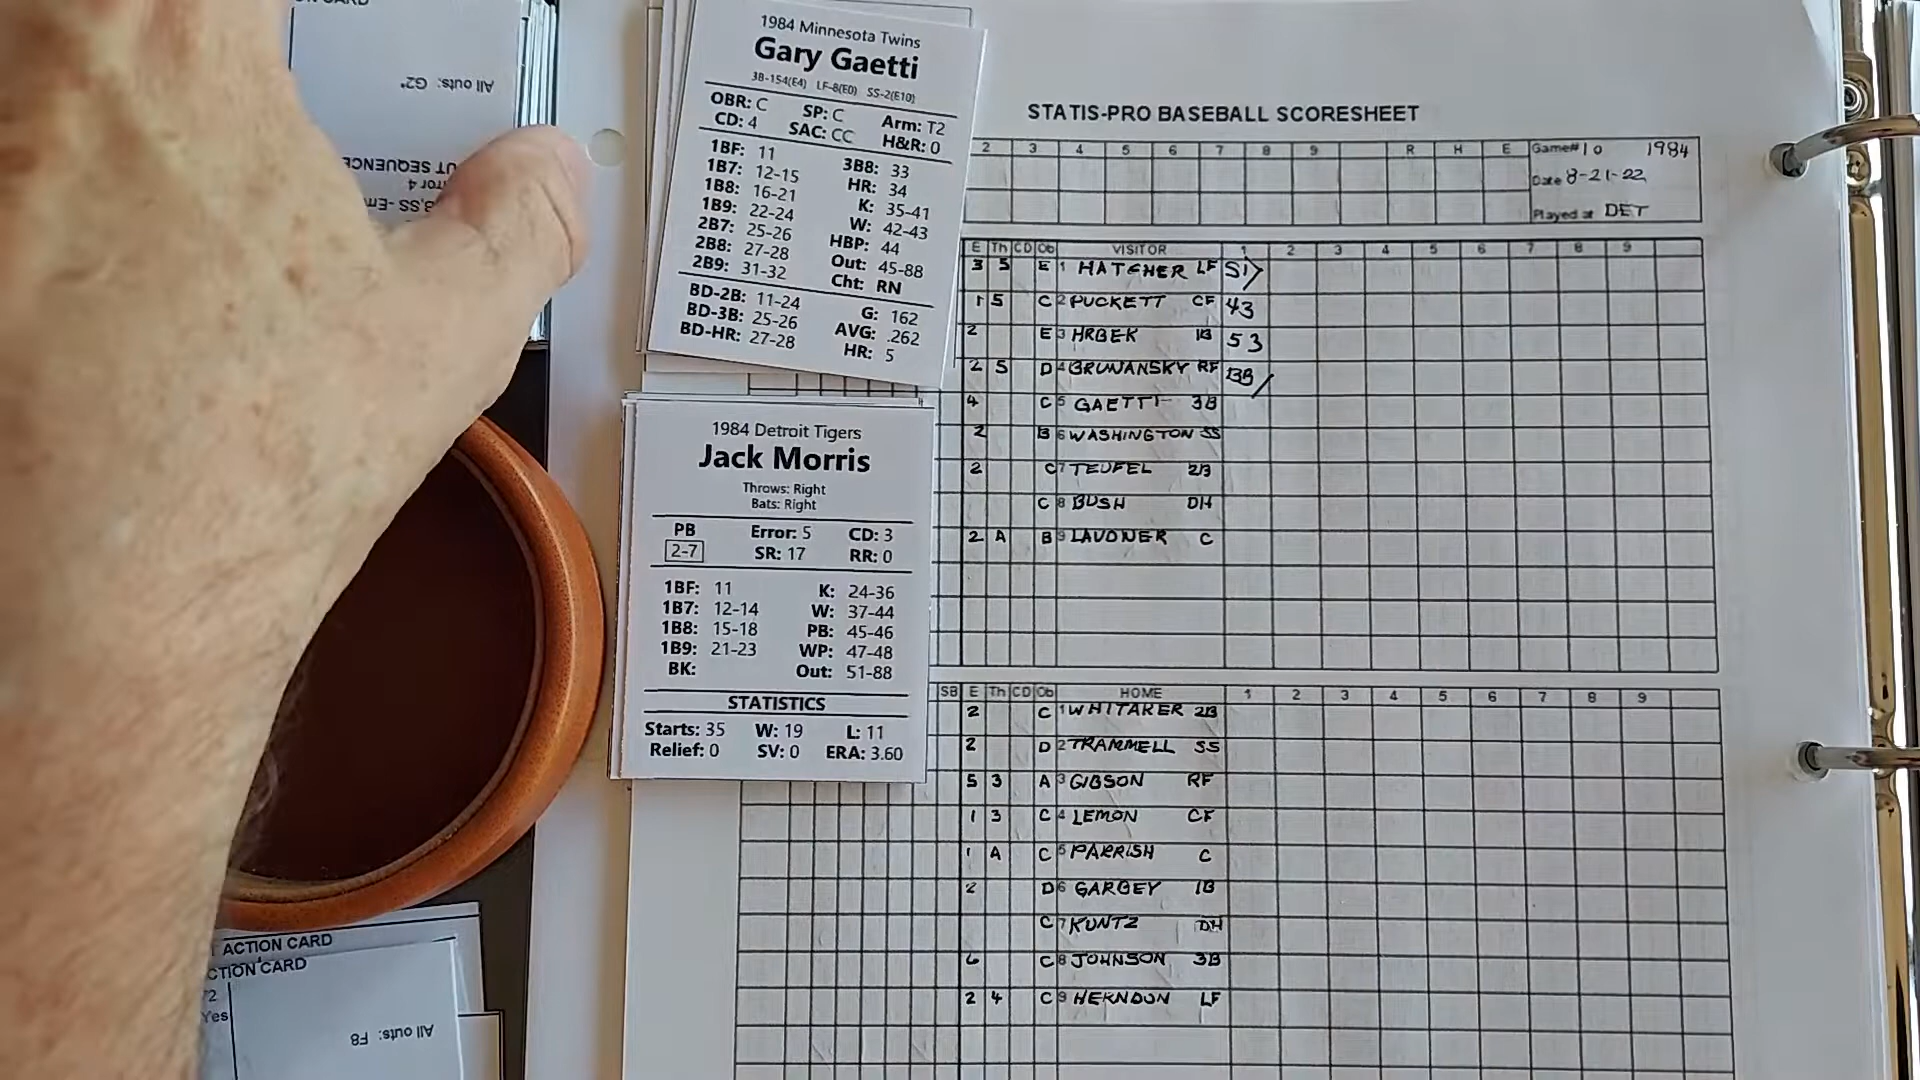 ON CARD
All outs: G2*
UT SEQUENCE
ror 4
1984 Minnesota Twins
Gary Gaetti
3B-154(E4) LF-8(E0) SS-2(E10)
OBR: C SP: C Arm: T2
CD: 4 SAC: CC H&R: 0
1BF: 11 3B8: 33
1B7: 12-15 HR: 34
1B8: 16-21 K: 35-41
1B9: 22-24 W: 42-43
2B7: 25-26 HBP: 44
2B8: 27-28 Out: 45-88
2B9: 31-32 Cht: RN
BD-2B: 11-24 G: 162
BD-3B: 25-26 AVG: .262
BD-HR: 27-28 HR: 5
1984 Detroit Tigers
Jack Morris
Throws: Right
Bats: Right
PB Error: 5 CD: 3
2-7 SR: 17 RR: 0
1BF: 11 K: 24-36
1B7: 12-14 W: 37-44
1B8: 15-18 PB: 45-46
1B9: 21-23 WP: 47-48
BK: Out: 51-88
STATISTICS
Starts: 35 W: 19 L: 11
Relief: 0 SV: 0 ERA: 3.60
ACTION CARD
CTION CARD
Yes
All outs: F8
STATIS-PRO BASEBALL SCORESHEET
2 3 4 5 6 7 8 9 R H E Game# 10 1984
Date 8-21-22
Played at DET
E Th CD Ob VISITOR 1 2 3 4 5 6 7 8 9
3 5 E 1 HATCHER LF S7
1 5 C 2 PUCKETT CF 43
2 E 3 HRBEK 1B 53
2 5 D 4 BRUNANSKY RF BB
4 C 5 GAETTI 3B
2 B 6 WASHINGTON SS
2 C 7 TEUFEL 2B
C 8 BUSH DH
2 A B 9 LAUDNER C
SB E Th CD Ob HOME 1 2 3 4 5 6 7 8 9
2 C 1 WHITAKER 2B
2 D 2 TRAMMELL SS
5 3 A 3 GIBSON RF
1 3 C 4 LEMON CF
1 A C 5 PARRISH C
2 D 6 GARBEY 1B
C 7 KUNTZ DH
6 C 8 JOHNSON 3B
2 4 C 9 HERNDON LF